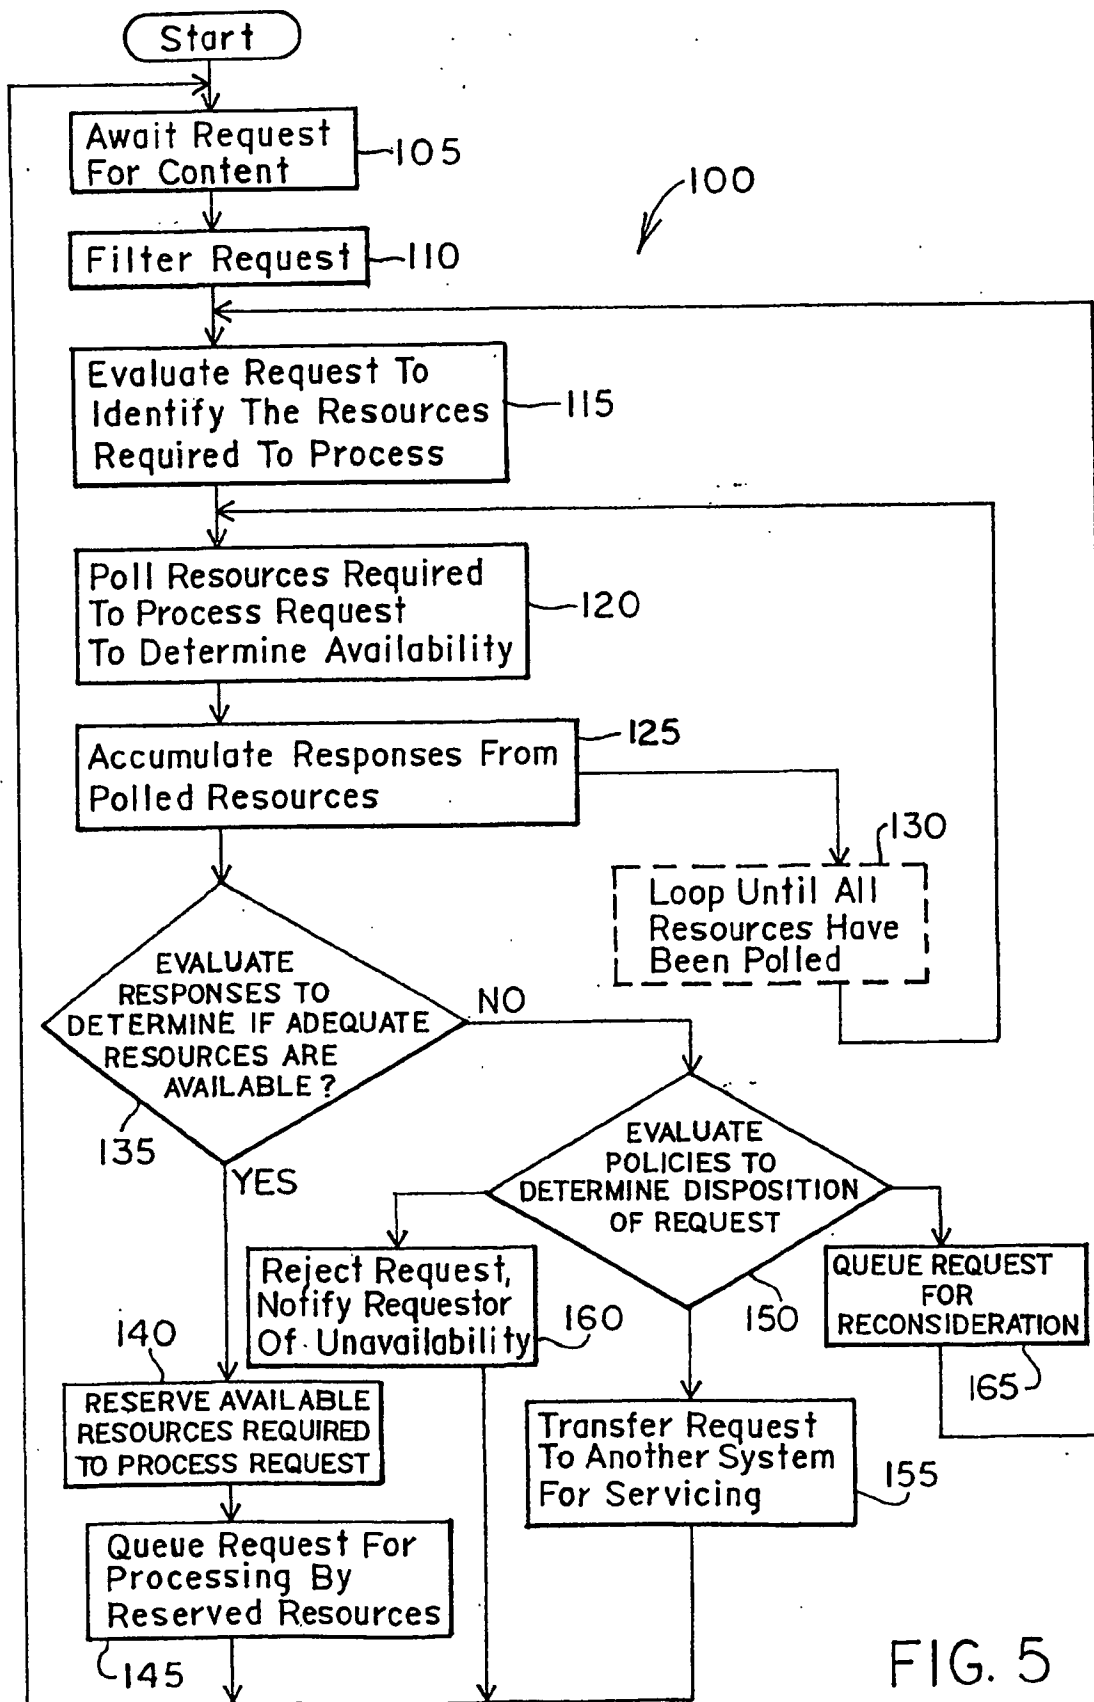 Start
Await Request
For Content
105
100
Filter Request
110
Evaluate Request To
Identify The Resources
Required To Process
115
Poll Resources Required
To Process Request
To Determine Availability
120
Accumulate Responses From
Polled Resources
125
130
Loop Until All
Resources Have
Been Polled
EVALUATE
RESPONSES TO
DETERMINE IF ADEQUATE
RESOURCES ARE
AVAILABLE?
NO
135
YES
EVALUATE
POLICIES TO
DETERMINE DISPOSITION
OF REQUEST
150
Reject Request,
Notify Requestor
Of Unavailability
160
QUEUE REQUEST
FOR
RECONSIDERATION
165
140
RESERVE AVAILABLE
RESOURCES REQUIRED
TO PROCESS REQUEST
Transfer Request
To Another System
For Servicing
155
Queue Request For
Processing By
Reserved Resources
145
FIG. 5